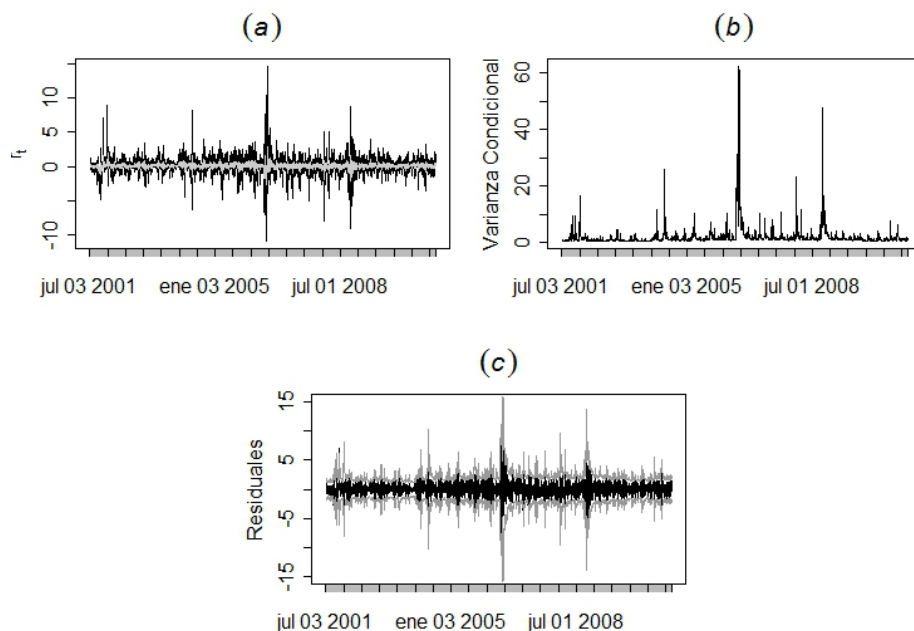 (a)
r_t
10
5
0
-10
jul 03 2001 ene 03 2005 jul 01 2008
(b)
Varianza Condicional
60
40
20
0
jul 03 2001 ene 03 2005 jul 01 2008
(c)
Residuales
15
5
-5
-15
jul 03 2001 ene 03 2005 jul 01 2008